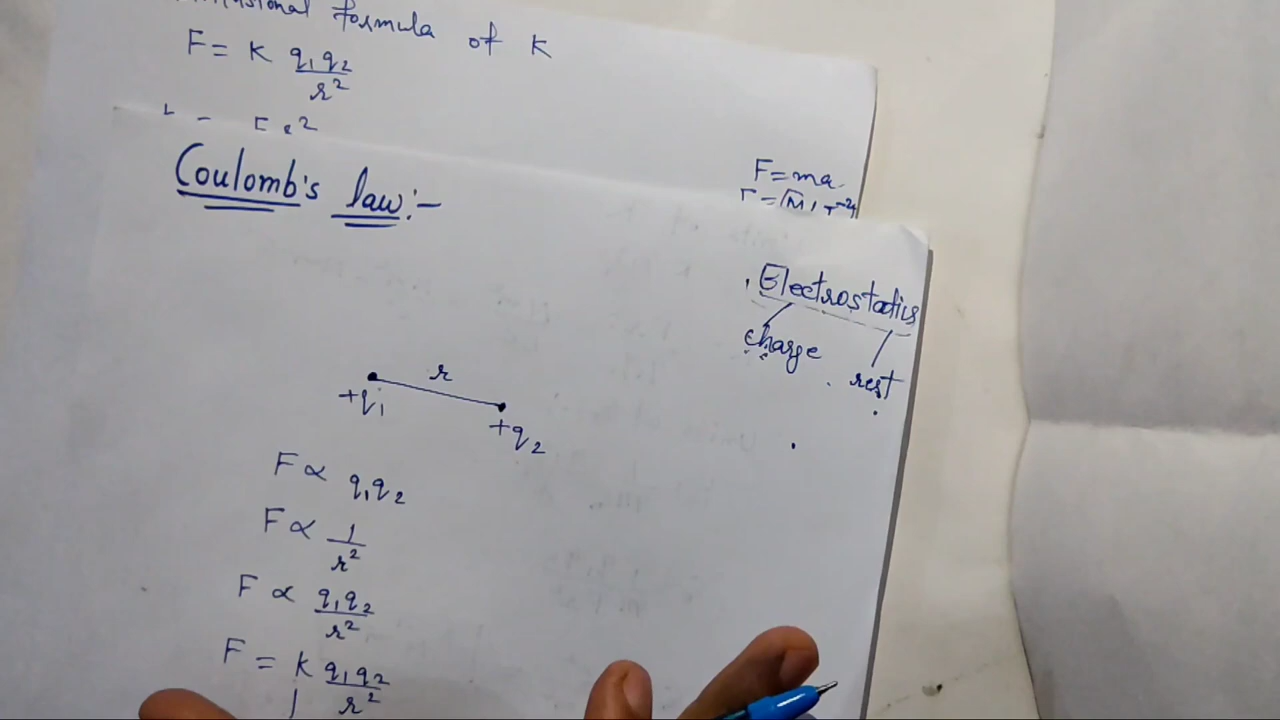 formula of K
F = K q₁q₂/r²
F = ma
Coulomb's law :-
Electrostatics
charge
rest
r
+q₁
+q₂
F ∝ q₁q₂
F ∝ 1/r²
F ∝ q₁q₂/r²
F = K q₁q₂/r²